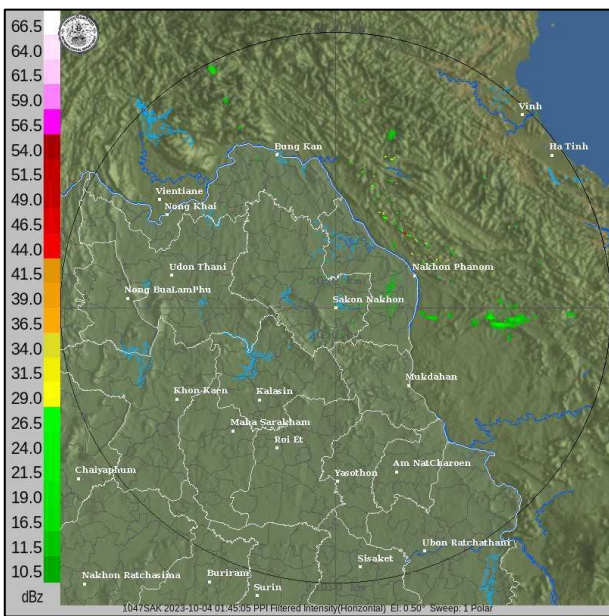 66.5
64.0
61.5
59.0
56.5
54.0
51.5
49.0
46.5
44.0
41.5
39.0
36.5
34.0
31.5
29.0
26.5
24.0
21.5
19.0
16.5
14.0
11.5
10.5
dBz
Vinh
Ha Tinh
Bung Kan
Vientiane
Nong Khai
Udon Thani
Nakhon Phanom
Nong BuaLamPhu
Sakon Nakhon
Mukdahan
Khon Kaen
Kalasin
Maha Sarakham
Roi Et
Chaiyaphum
Yasothon
Am NatCharoen
Ubon Ratchathani
Sisaket
Nakhon Ratchasima
Buriram
Surin
1047SAK 2023-10-04 01:45:05 PPI Filtered Intensity(Horizontal) El: 0.50° Sweep: 1 Polar